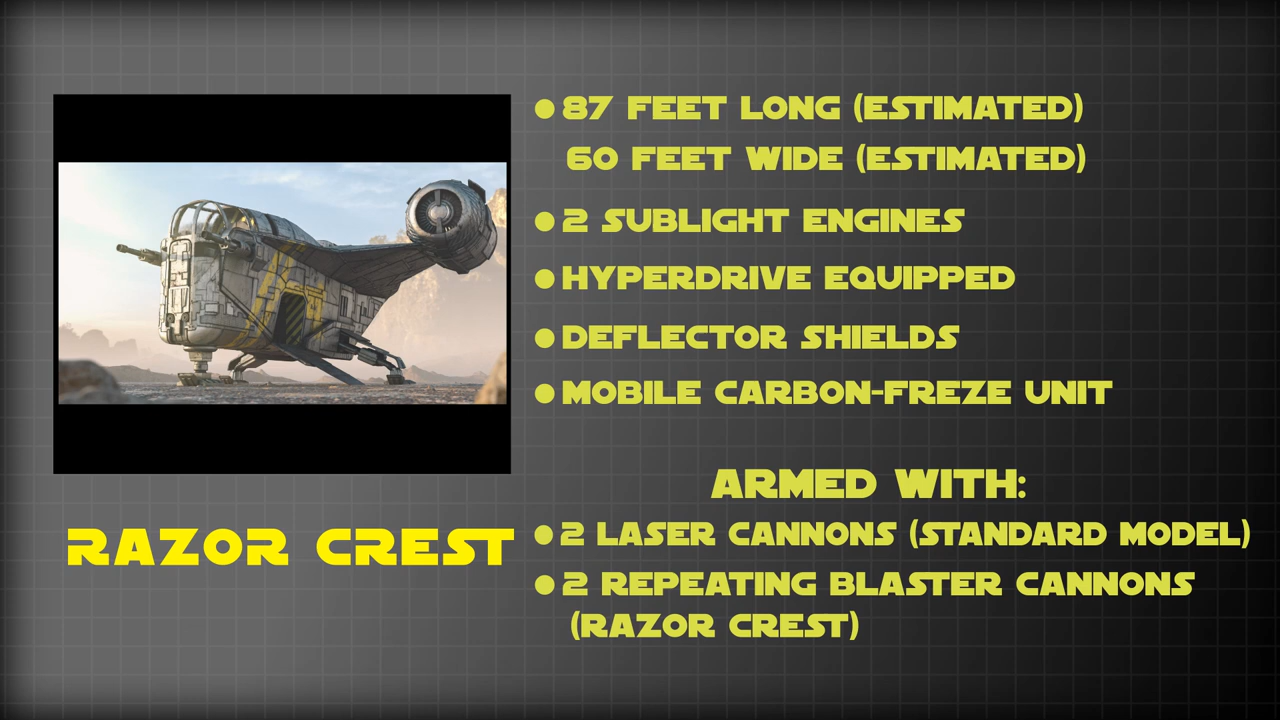 • 87 FEET LONG (ESTIMATED)
60 FEET WIDE (ESTIMATED)
• 2 SUBLIGHT ENGINES
• HYPERDRIVE EQUIPPED
• DEFLECTOR SHIELDS
• MOBILE CARBON-FREZE UNIT
ARMED WITH:
• 2 LASER CANNONS (STANDARD MODEL)
• 2 REPEATING BLASTER CANNONS
(RAZOR CREST)
RAZOR CREST